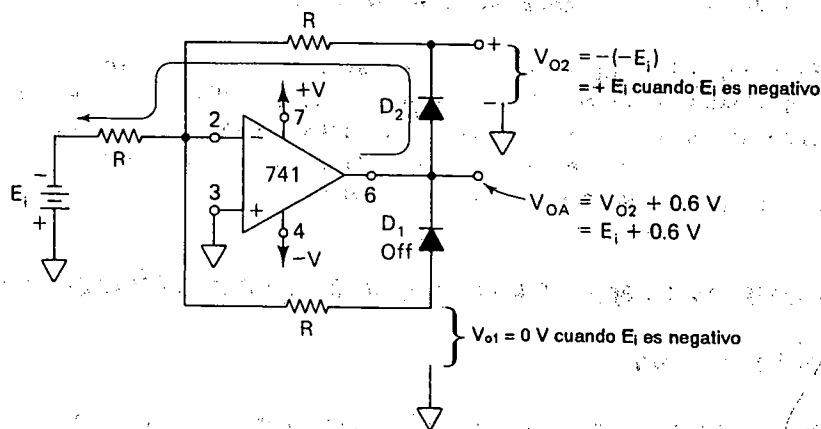 R
+
V_O2 = −(−E_i)
= + E_i cuando E_i es negativo
−
+V
7
D_2
2
−
R
741
6
−
E_i
+
3
+
4
−V
D_1
Off
V_OA = V_O2 + 0.6 V
= E_i + 0.6 V
R
V_o1 = 0 V cuando E_i es negativo